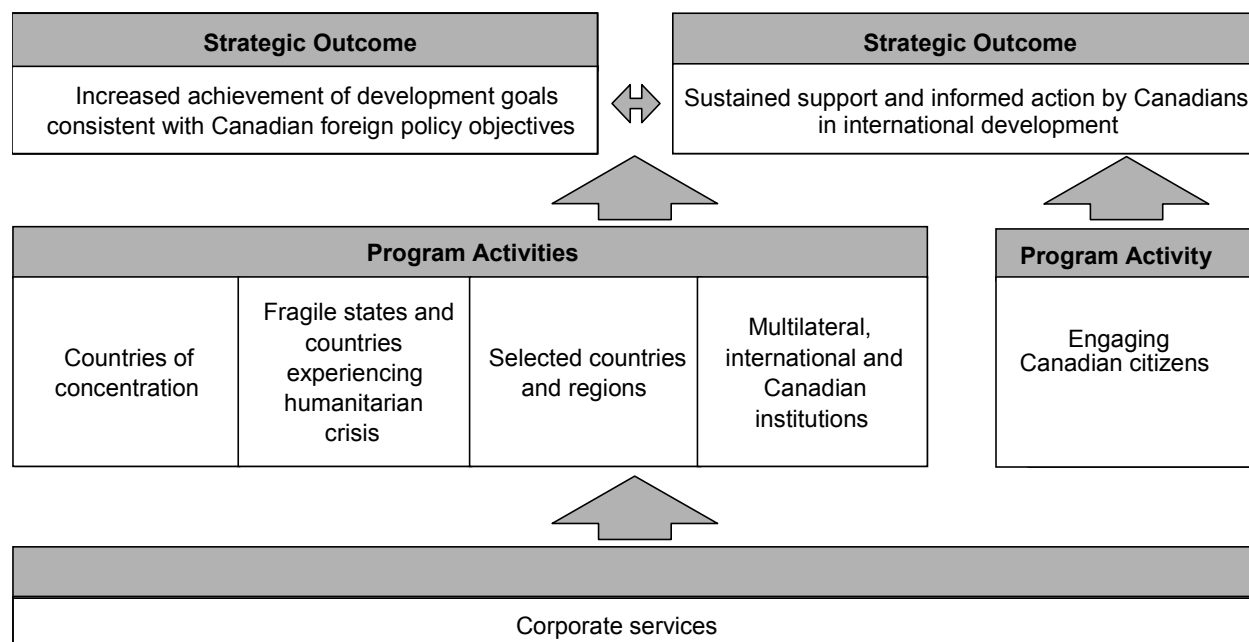 Strategic Outcome
Increased achievement of development goals
consistent with Canadian foreign policy objectives
Strategic Outcome
Sustained support and informed action by Canadians
in international development
Program Activities
Countries of
concentration
Fragile states and
countries
experiencing
humanitarian
crisis
Selected countries
and regions
Multilateral,
international and
Canadian
institutions
Program Activity
Engaging
Canadian citizens
Corporate services